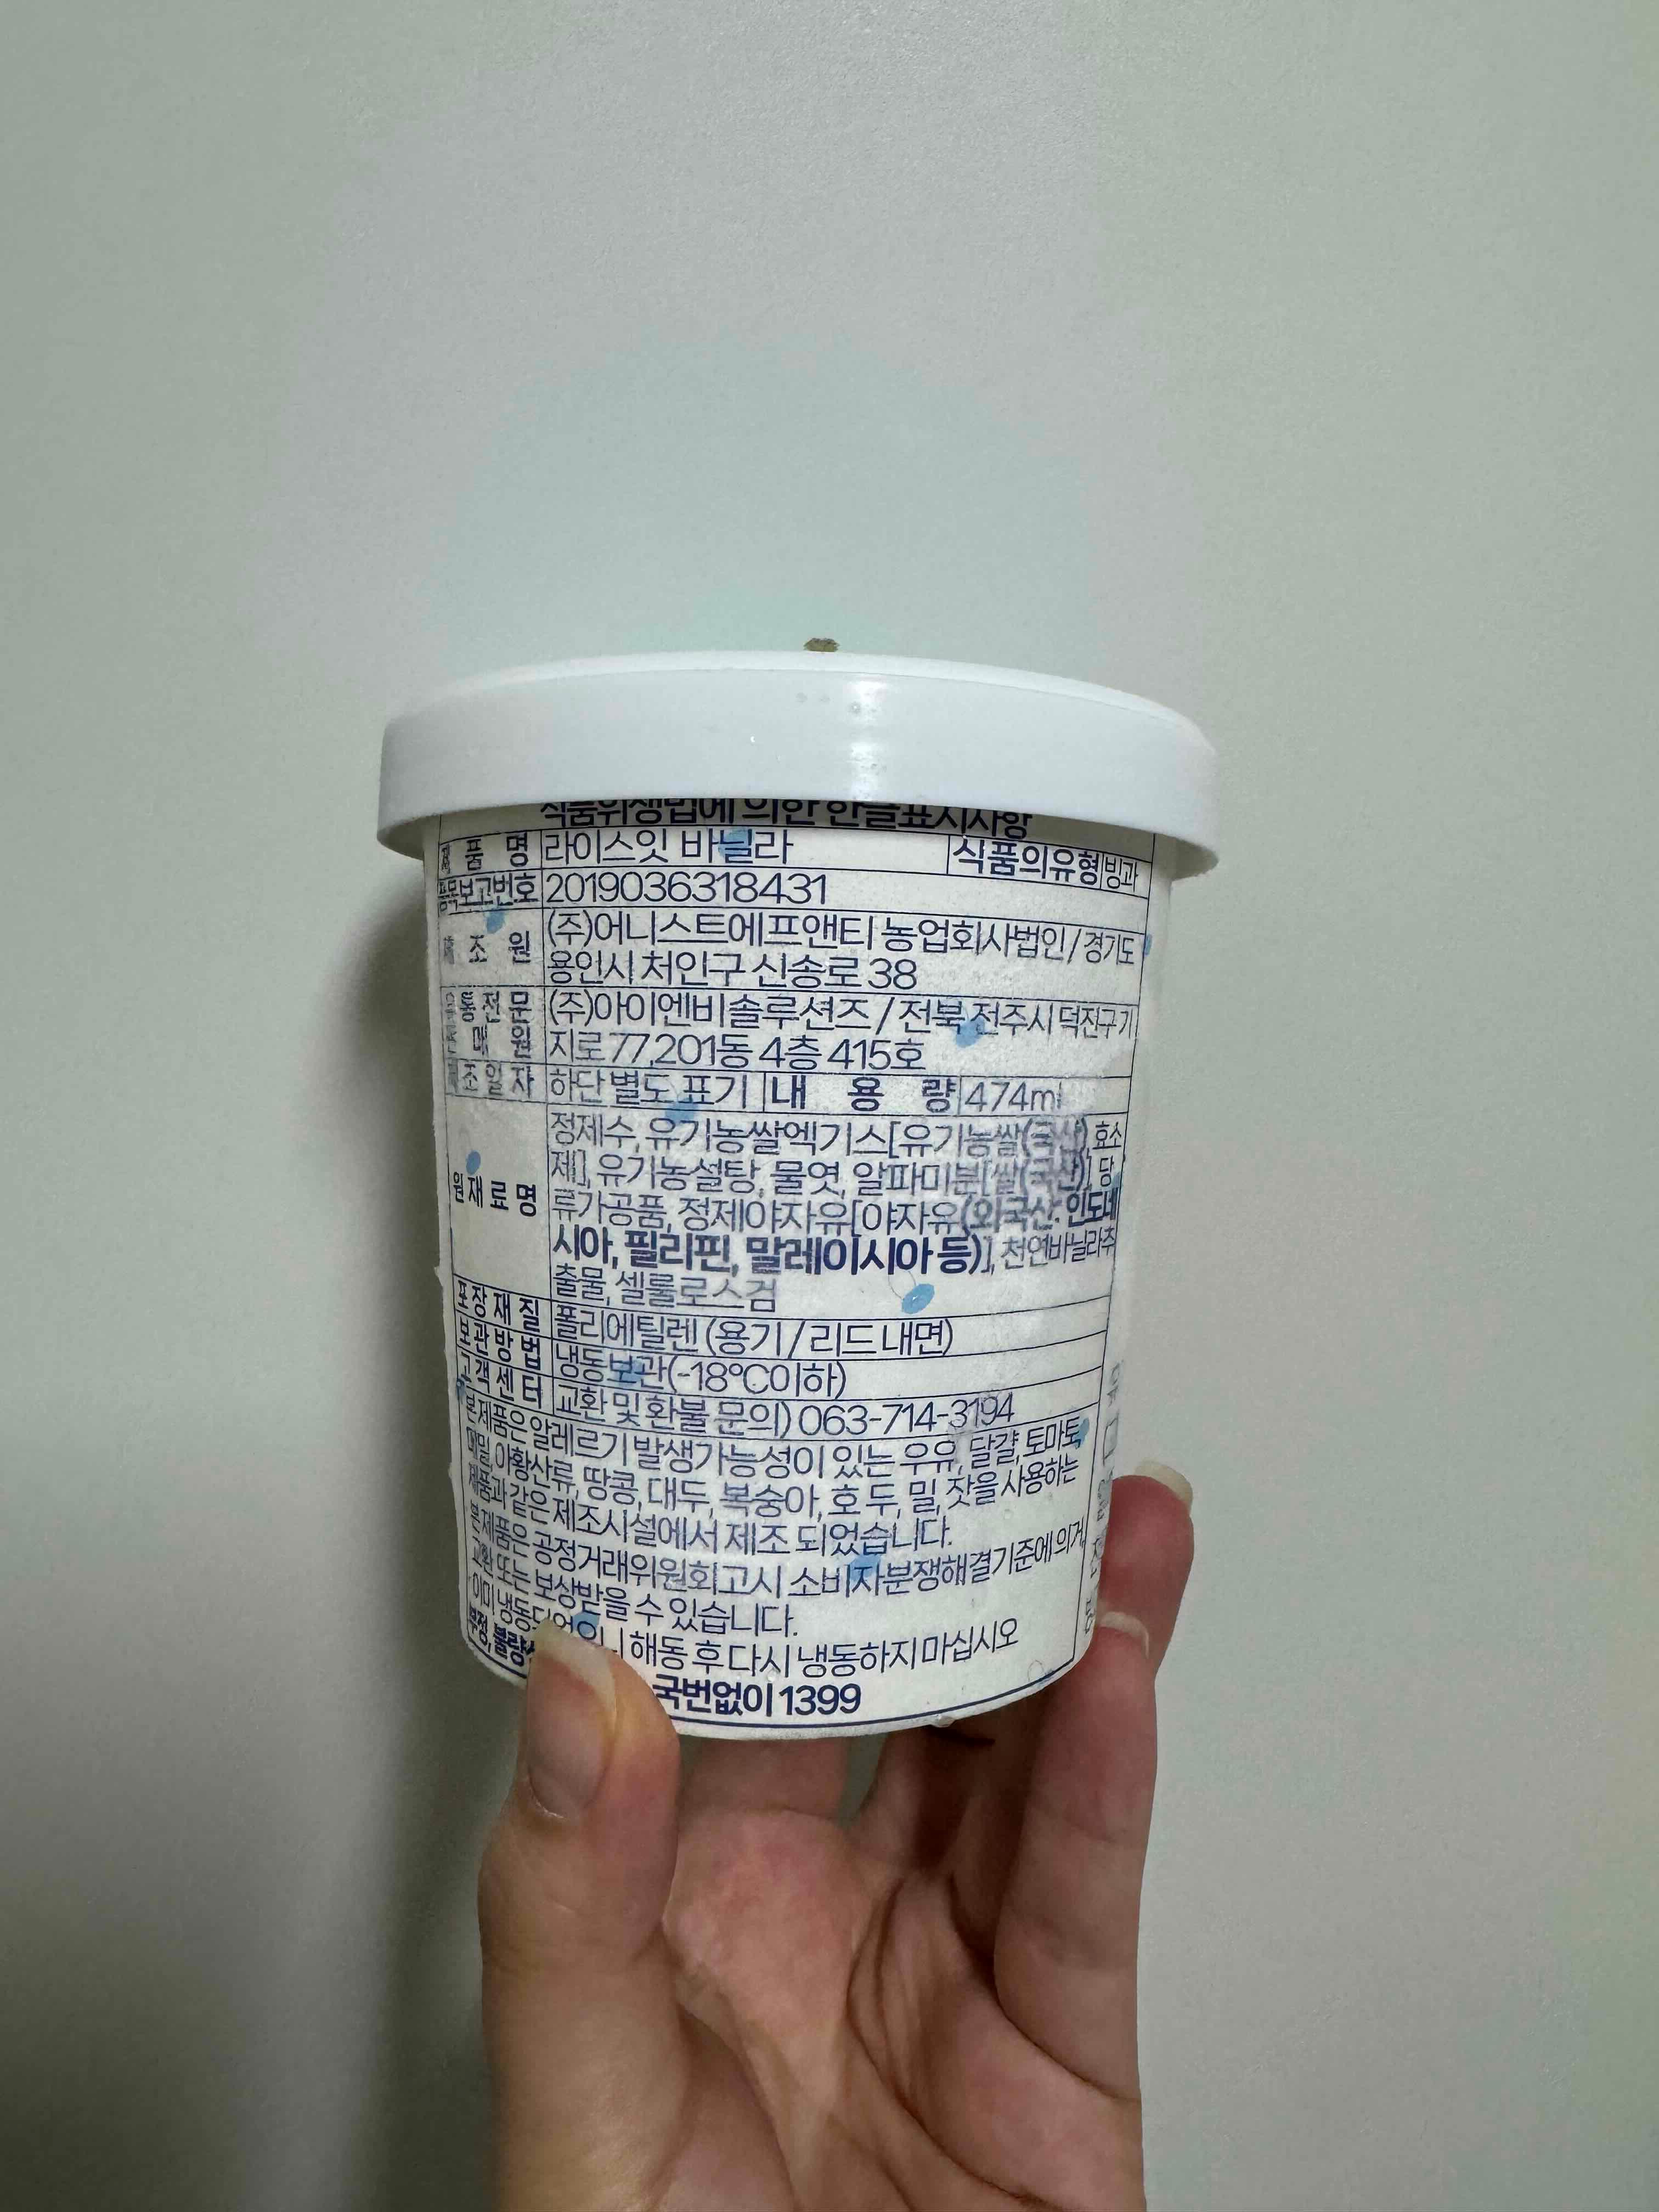 식품위생법에 의한 한글표시사항
제 품 명 라이스잇 바닐라 식품의유형 빙과
품목보고번호 2019036318431
제 조 원 (주)어니스트에프앤티 농업회사법인 / 경기도
용인시 처인구 신송로 38
유통전문 (주)아이엔비솔루션즈 / 전북 전주시 덕진구 기
판 매 원 지로 77,201동 4층 415호
제조일자 하단 별도 표기 내 용 량 474ml
정제수, 유기농쌀엑기스[유기농쌀(국산), 효소
제], 유기농설탕, 물엿, 알파미분[쌀(국산)], 당
원재료명 류가공품, 정제야자유[야자유(외국산: 인도네
시아, 필리핀, 말레이시아 등)], 천연바닐라추
출물, 셀룰로스검
포장재질 폴리에틸렌 (용기 / 리드 내면)
보관방법 냉동보관(-18°C이하)
고객센터 교환 및 환불 문의) 063-714-3194
본 제품은 알레르기 발생가능성이 있는 우유, 달걀, 토마토,
메밀, 아황산류, 땅콩, 대두, 복숭아, 호두, 밀, 잣을 사용하는
제품과 같은 제조시설에서 제조 되었습니다.
본 제품은 공정거래위원회고시 소비자분쟁해결기준에 의거,
교환 또는 보상받을 수 있습니다.
이미 냉동되었으니 해동 후 다시 냉동하지 마십시오
부정, 불량 국번없이 1399